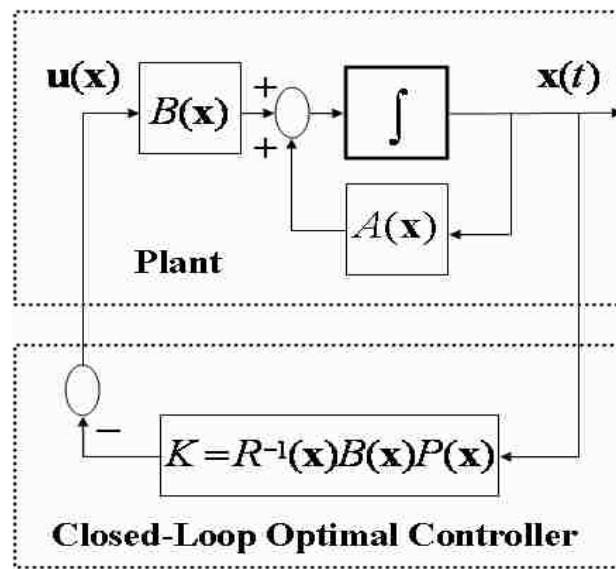 u(x)
x(t)
B(x)
+
+
∫
A(x)
Plant
−
K=R⁻¹(x)B(x)P(x)
Closed-Loop Optimal Controller